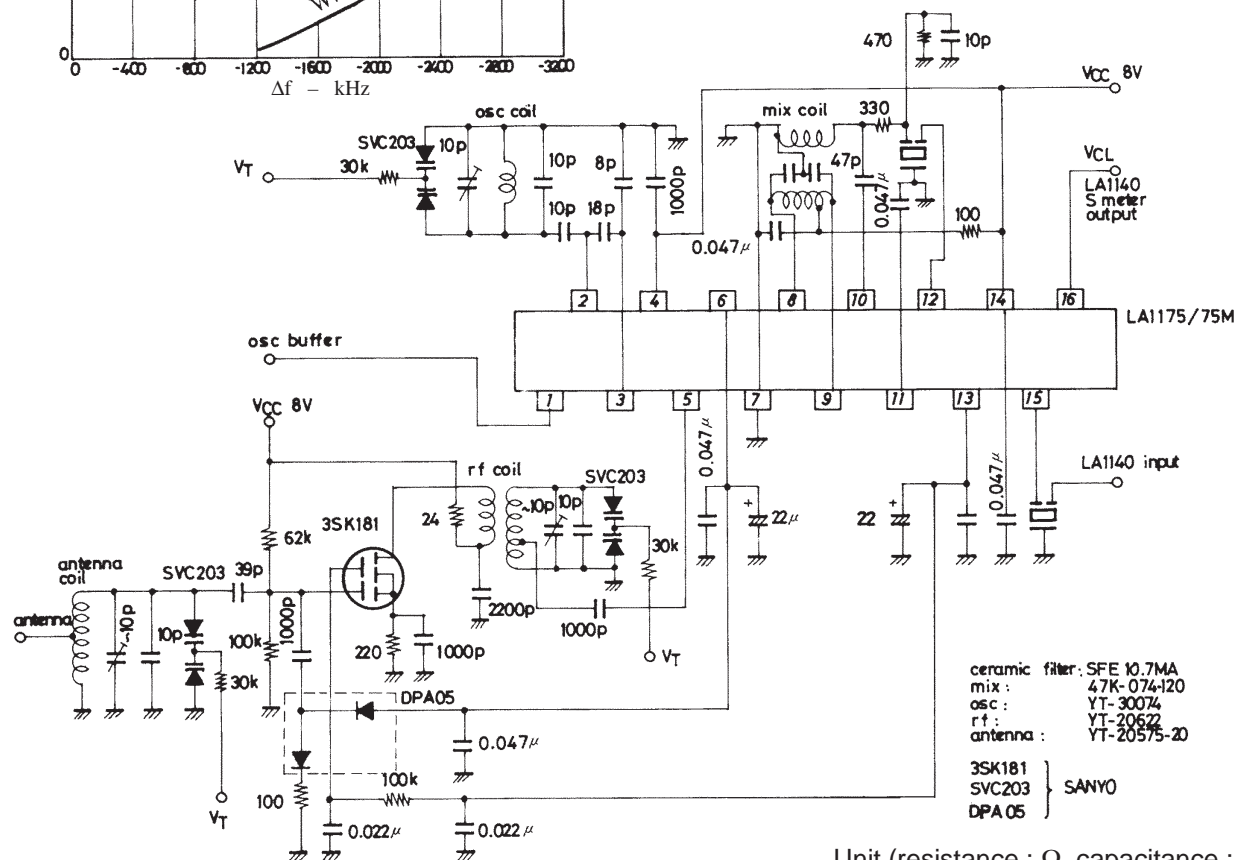 0
0 -400 -800 -1200 -1600 -2000 -2400 -2800 -3200
Δf – kHz
470
10p
VCC 8V
osc coil
mix coil
330
SVC203
10p
VT
30k
10p
8p
1000p
47p
0.047μ
VCL
LA1140
S meter
output
10p
18p
100
0.047μ
2
4
6
8
10
12
14
16
LA1175/75M
osc buffer
1
3
5
7
9
11
13
15
VCC 8V
0.047μ
rf coil
SVC203
0.047μ
LA1140 input
3SK181
24
~10p
10p
22μ
22
62k
30k
antenna
coil
SVC203
39p
antenna
~10p
10p
100k
1000p
2200p
1000p
220
1000p
VT
30k
DPA05
ceramic filter: SFE 10.7MA
mix : 47K-074-120
osc : YT-30074
rf : YT-20622
antenna : YT-20575-20
0.047μ
100k
3SK181
SVC203
DPA05
SANYO
VT
100
0.022μ
0.022μ
Unit (resistance : Ω, capacitance :